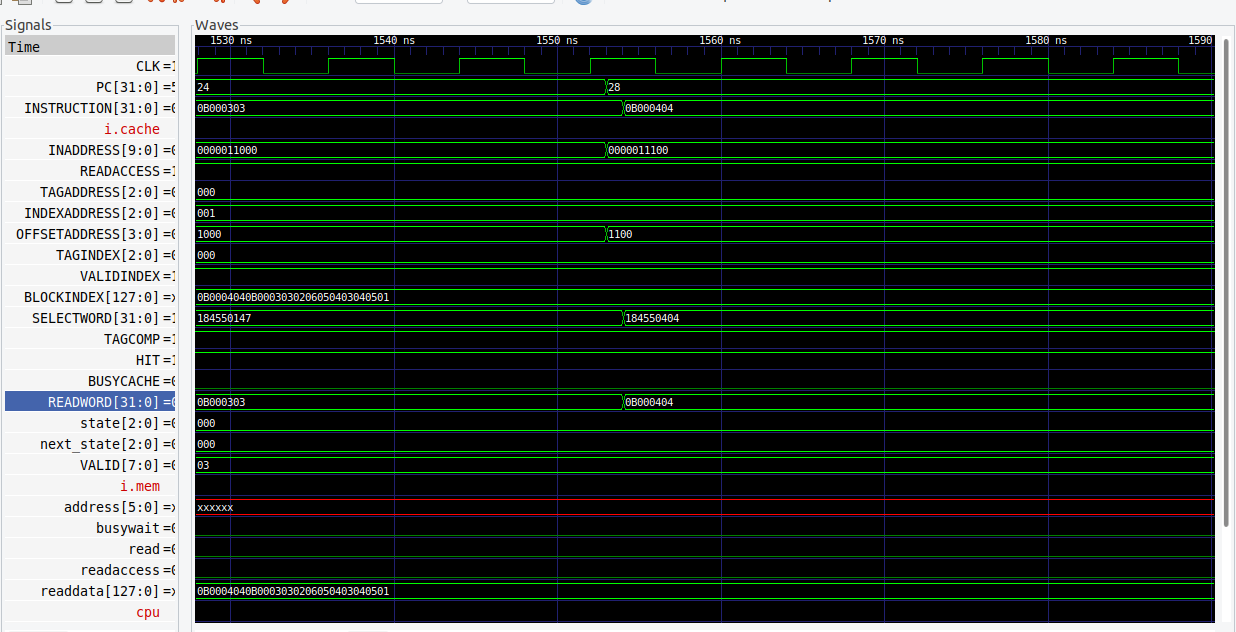 Signals Waves
Time 1530 ns 1540 ns 1550 ns 1560 ns 1570 ns 1580 ns 1590
CLK =1
PC[31:0] =5 24 28
INSTRUCTION[31:0] =0 0B000303 0B000404
i.cache
INADDRESS[9:0] =0 0000011000 0000011100
READACCESS =1
TAGADDRESS[2:0] =0 000
INDEXADDRESS[2:0] =0 001
OFFSETADDRESS[3:0] =0 1000 1100
TAGINDEX[2:0] =0 000
VALIDINDEX =1
BLOCKINDEX[127:0] =x 0B0004040B0003030206050403040501
SELECTWORD[31:0] =1 184550147 184550404
TAGCOMP =1
HIT =1
BUSYCACHE =0
READWORD[31:0] =0 0B000303 0B000404
state[2:0] =0 000
next_state[2:0] =0 000
VALID[7:0] =0 03
i.mem
address[5:0] =x xxxxxx
busywait =0
read =0
readaccess =0
readdata[127:0] =x 0B0004040B0003030206050403040501
cpu